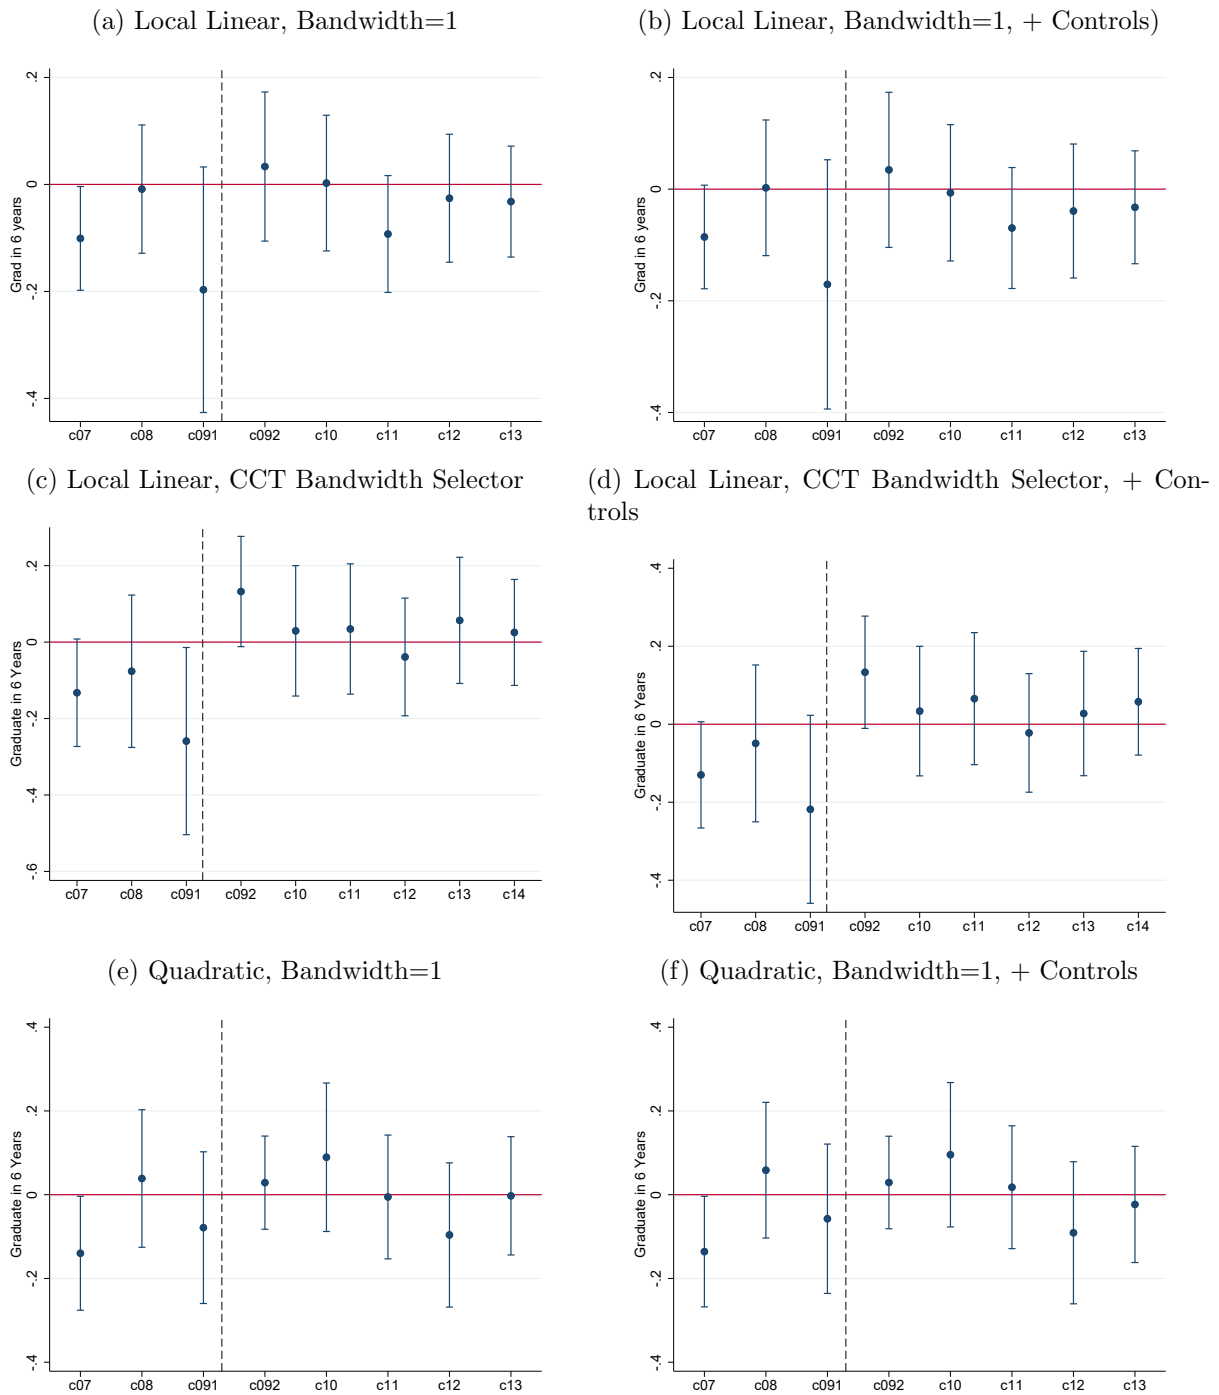 (a) Local Linear, Bandwidth=1
Grad in 6 years
.2
0
-.2
-.4
c07 c08 c091 c092 c10 c11 c12 c13
(b) Local Linear, Bandwidth=1, + Controls)
Grad in 6 years
.2
0
-.2
-.4
c07 c08 c091 c092 c10 c11 c12 c13
(c) Local Linear, CCT Bandwidth Selector
Graduate in 6 Years
.2
0
-.2
-.4
-.6
c07 c08 c091 c092 c10 c11 c12 c13 c14
(d) Local Linear, CCT Bandwidth Selector, + Con-
trols
Graduate in 6 Years
.4
.2
0
-.2
-.4
c07 c08 c091 c092 c10 c11 c12 c13 c14
(e) Quadratic, Bandwidth=1
Graduate in 6 Years
.4
.2
0
-.2
-.4
c07 c08 c091 c092 c10 c11 c12 c13
(f) Quadratic, Bandwidth=1, + Controls
Graduate in 6 Years
.4
.2
0
-.2
-.4
c07 c08 c091 c092 c10 c11 c12 c13